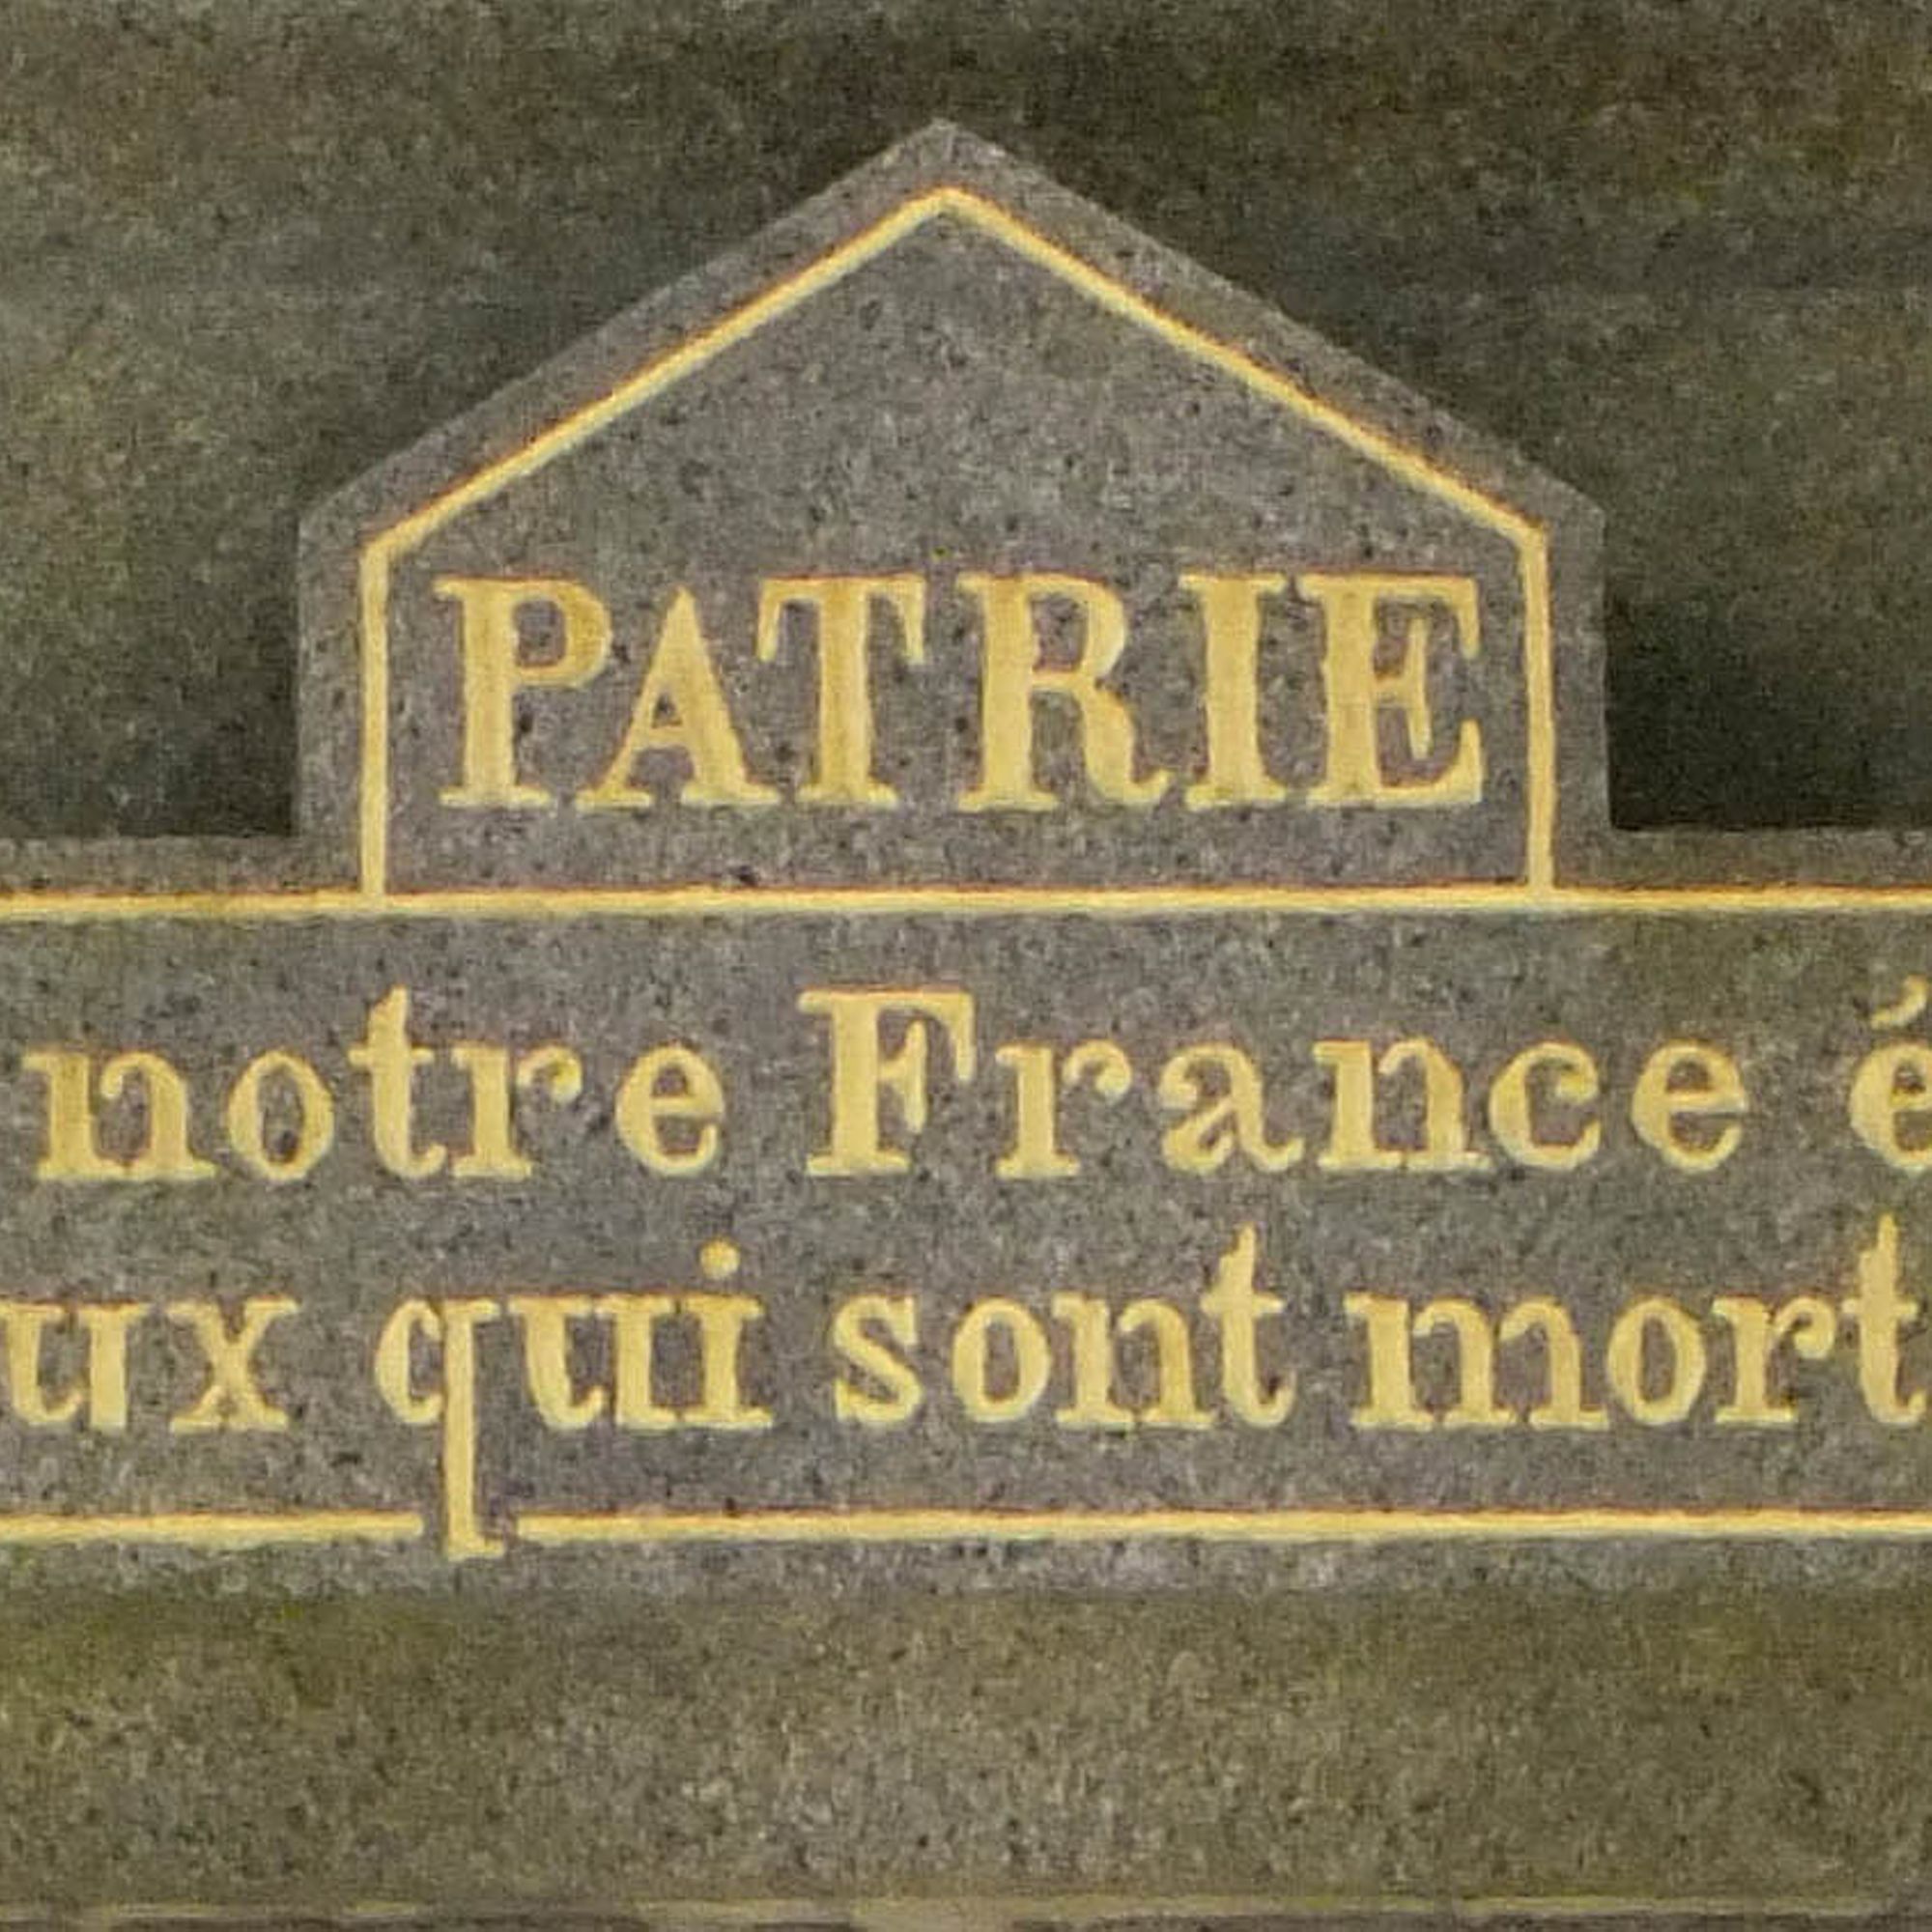 PATRIE
notre France é
ux qui sont mort